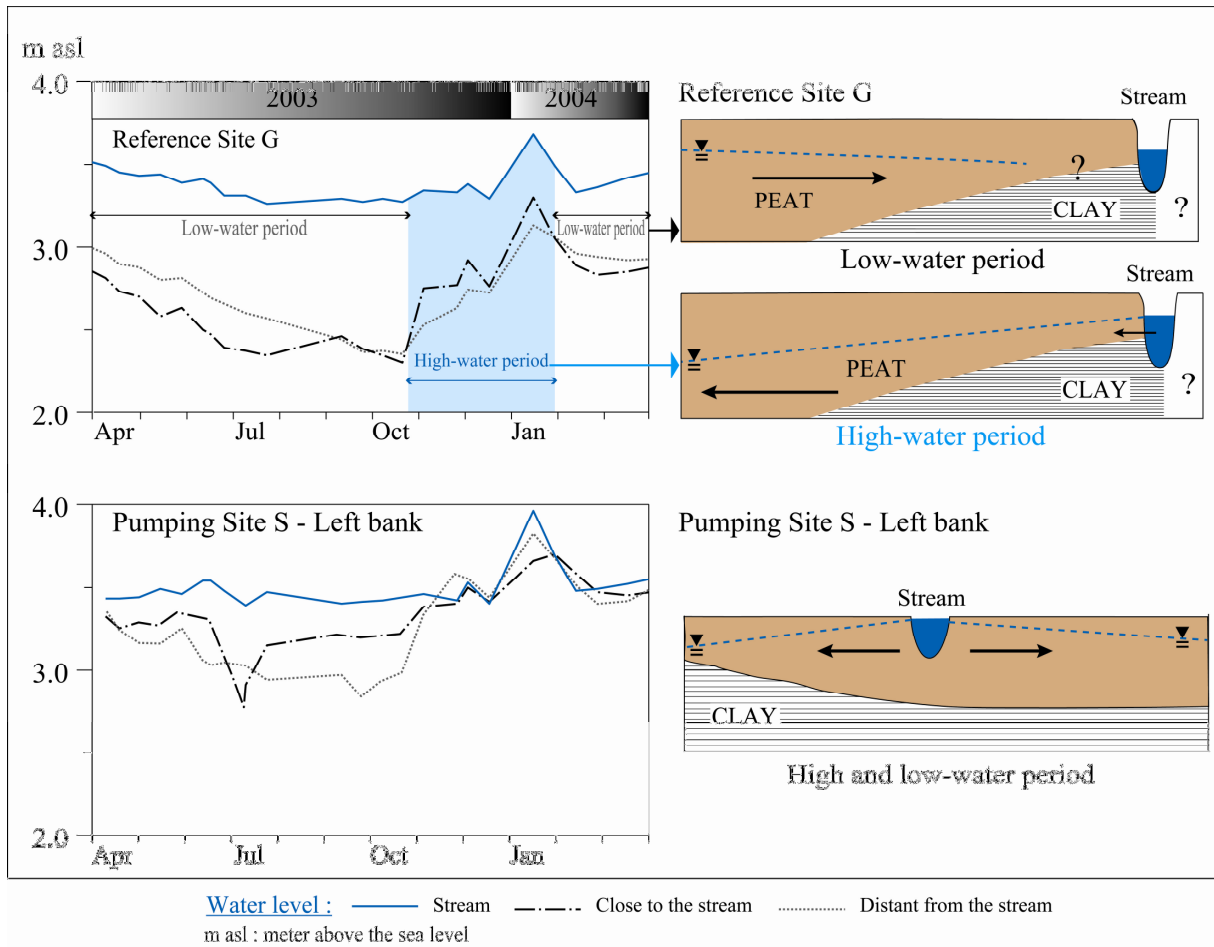 m asl
4.0
2003
2004
Reference Site G
Low-water period
Low-water period
3.0
High-water period
2.0
Apr
Jul
Oct
Jan
Reference Site G
Stream
?
PEAT
CLAY
?
Low-water period
Stream
PEAT
CLAY
?
High-water period
4.0
Pumping Site S - Left bank
3.0
2.0
Apr
Jul
Oct
Jan
Pumping Site S - Left bank
Stream
CLAY
High and low-water period
Water level : Stream Close to the stream Distant from the stream
m asl : meter above the sea level